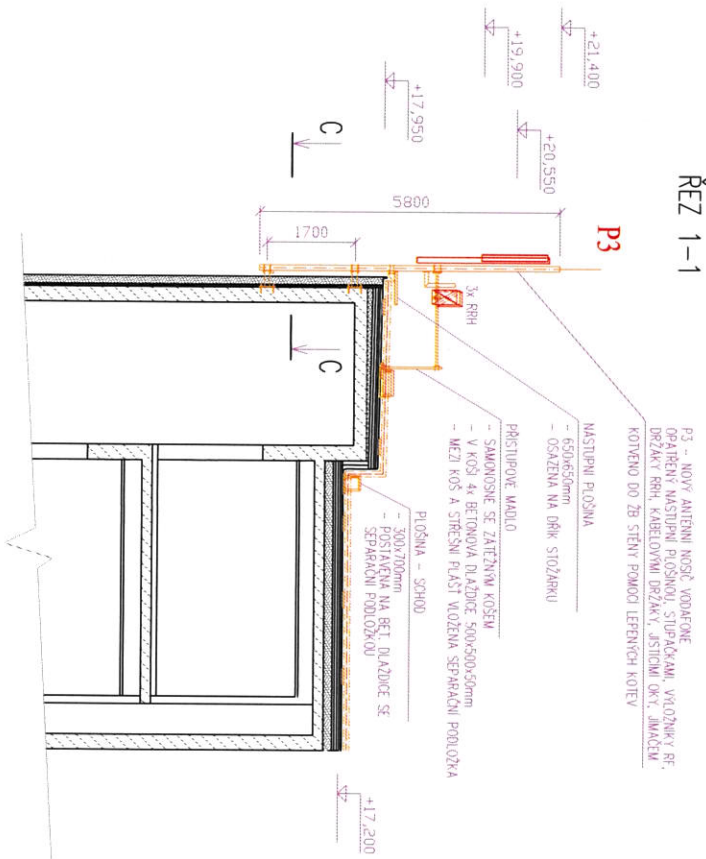 ŘEZ 1-1
+21,400
+19,900
+20,550
+17,950
C
C
5800
1700
P3
3x RRH
P3 - NOVÝ ANTÉNNÍ NOSIČ VODAFONE
OPATŘENÝ NÁSTUPNÍ PLOŠINOU, STUPAČKAMI, VÝLOŽNÍKY RF,
DRŽÁKY RRH, KABELOVÝM DRŽÁKY, JISTÍCÍMI OKY, JÍMAČEM
KOTVENO DO ŽB STĚNY POMOCÍ LEPENÝCH KOTEV
NÁSTUPNÍ PLOŠINA
- 650x650mm
- OSAZENA NA DŘÍK STOŽÁRKU
PŘÍSTUPOVÉ MADLO
- SAMONOSNÉ SE ZÁTĚŽNÝM KOŠEM
- V KOŠI 4x BETONOVÁ DLAŽDICE 500x500x50mm
- MEZI KOŠ A STŘEŠNÍ PLÁŠŤ VLOŽENA SEPARAČNÍ PODLOŽKA
PLOŠINA - SCHOD
- 300x700mm
- POSTAVENA NA BET. DLAŽDICE SE
SEPARAČNÍ PODLOŽKOU
+17,200